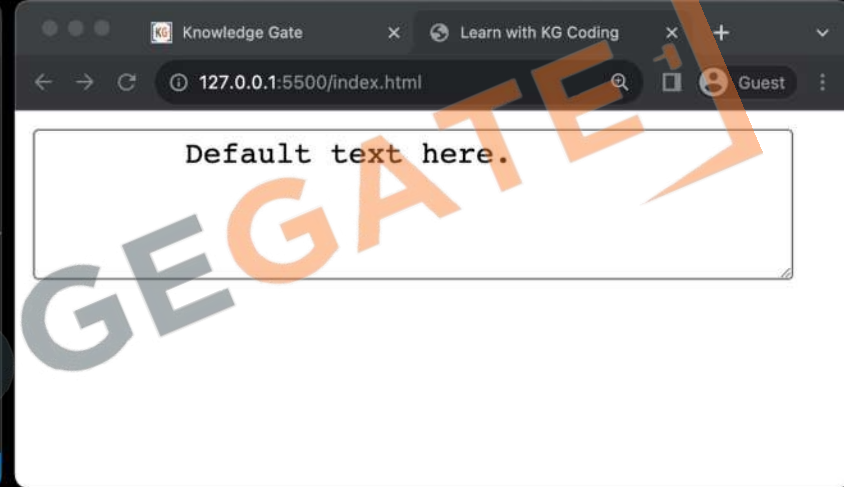 KG Knowledge Gate Learn with KG Coding
127.0.0.1:5500/index.html Guest
Default text here.
GEGATE